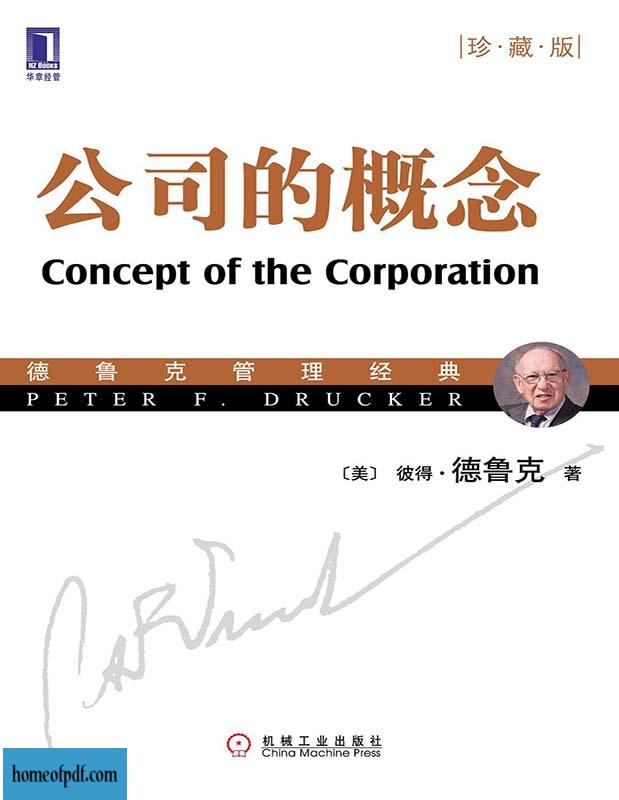 HZ BOOKS
华章经管
|珍·藏·版|
公司的概念
Concept of the Corporation
德鲁克管理经典
PETER F. DRUCKER
〔美〕 彼得·德鲁克 著
机械工业出版社
China Machine Press
homeofpdf.com